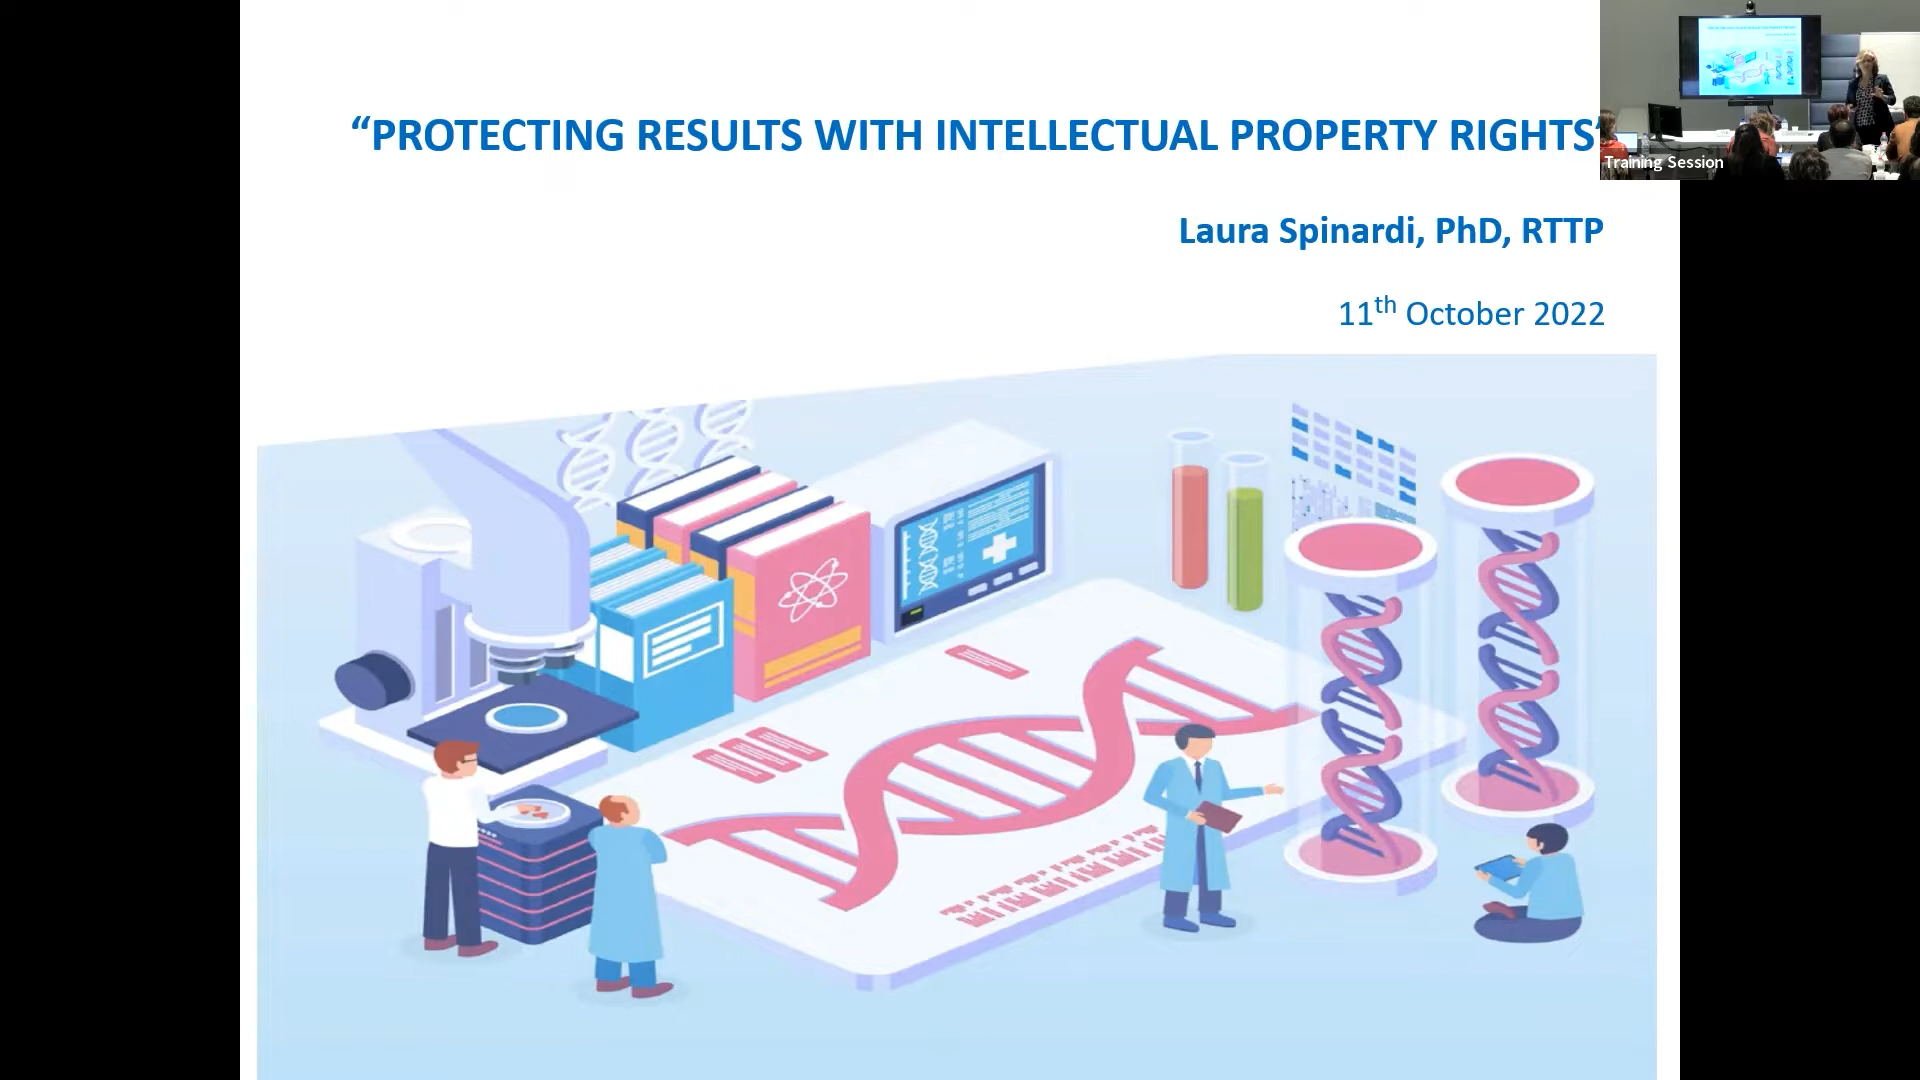 “PROTECTING RESULTS WITH INTELLECTUAL PROPERTY RIGHTS”
Training Session
Laura Spinardi, PhD, RTTP
11th October 2022